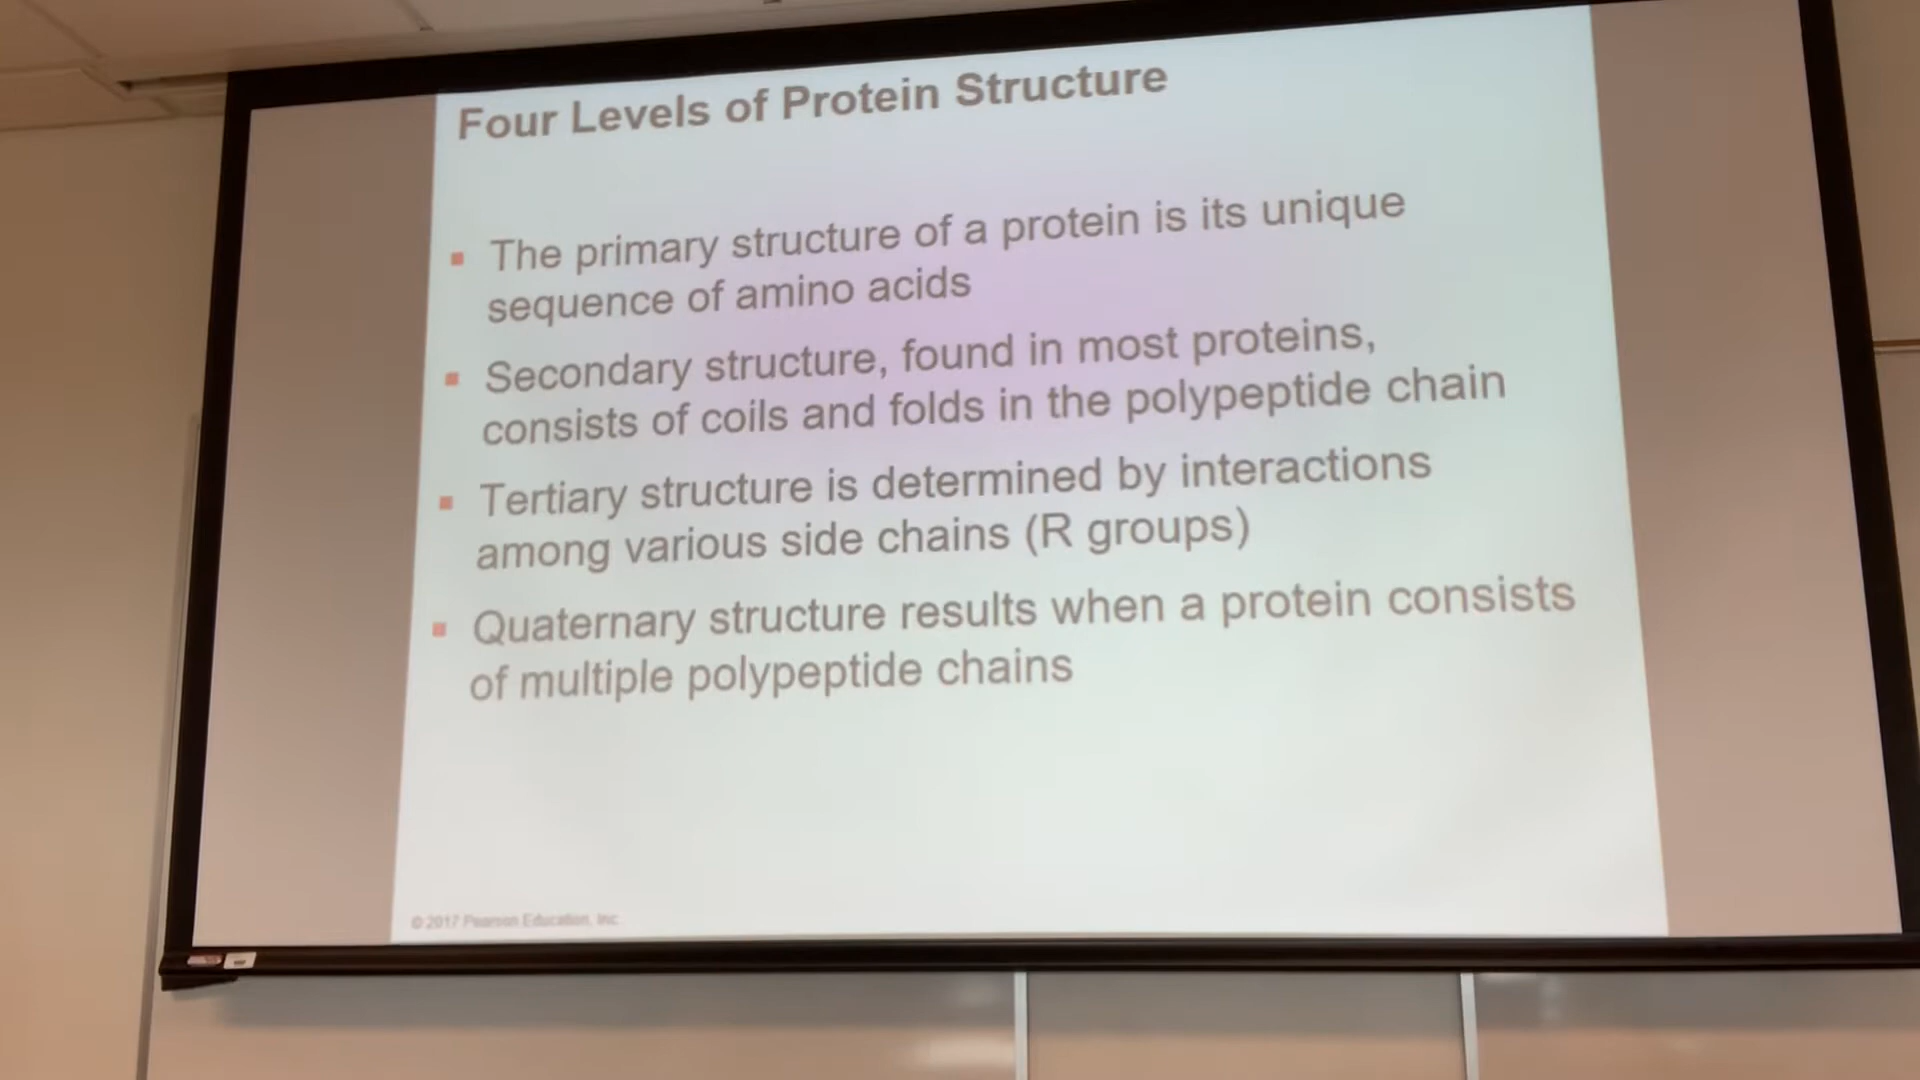 Four Levels of Protein Structure
▪ The primary structure of a protein is its unique
sequence of amino acids
▪ Secondary structure, found in most proteins,
consists of coils and folds in the polypeptide chain
▪ Tertiary structure is determined by interactions
among various side chains (R groups)
▪ Quaternary structure results when a protein consists
of multiple polypeptide chains
© 2017 Pearson Education, Inc.